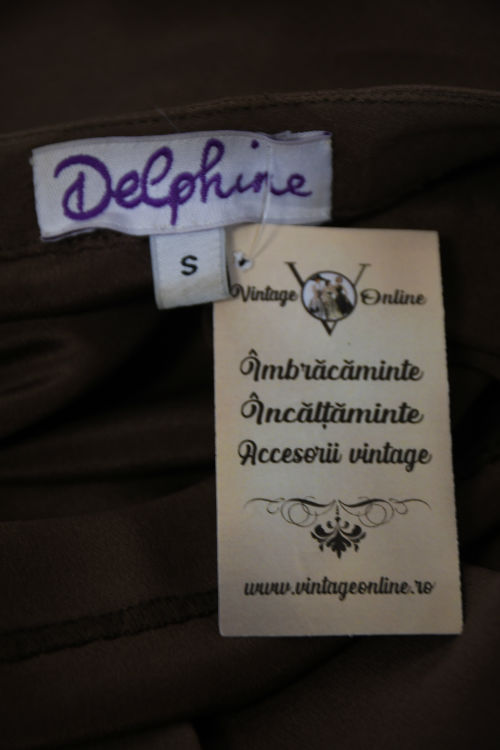 Delphine
S
Vintage Online
Îmbrăcăminte
Încălțăminte
Accesorii vintage
www.vintageonline.ro